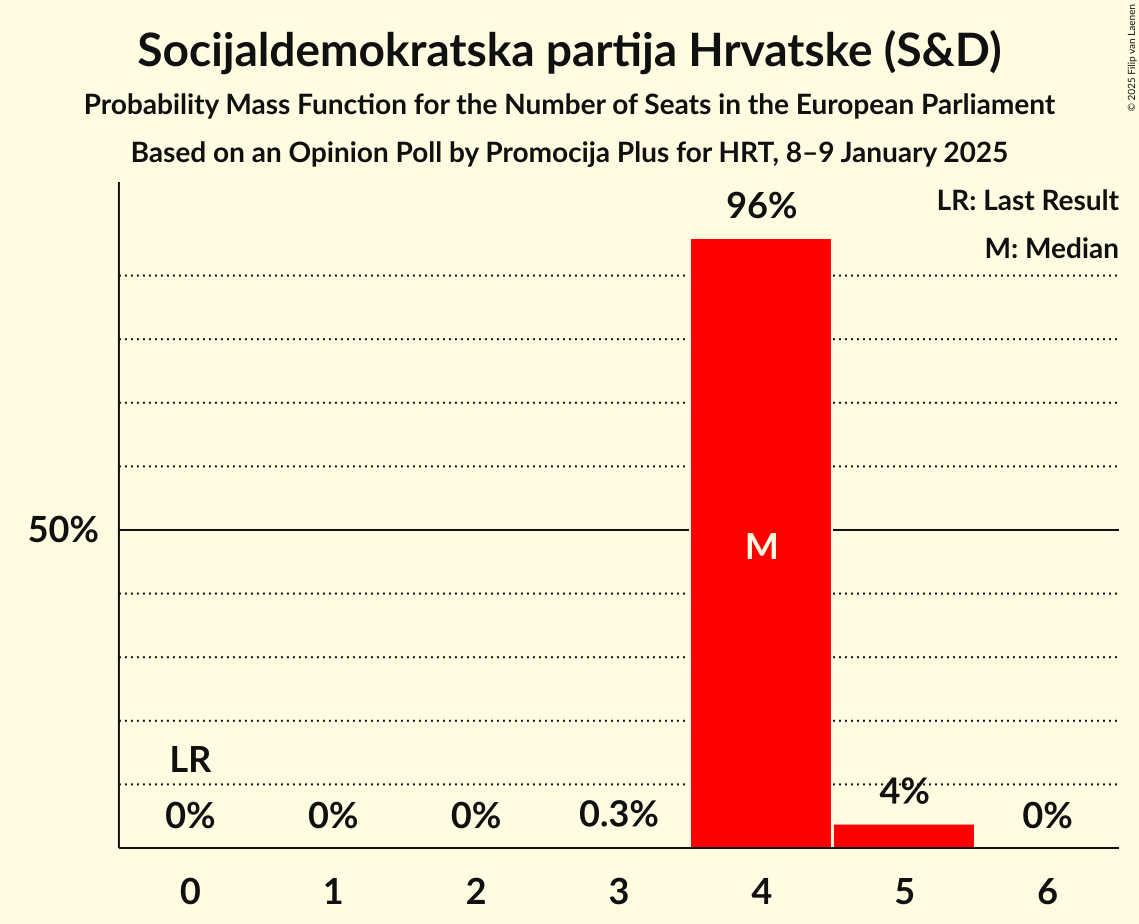 Socijaldemokratska partija Hrvatske (S&D)
Probability Mass Function for the Number of Seats in the European Parliament
Based on an Opinion Poll by Promocija Plus for HRT, 8–9 January 2025
© 2025 Filip van Laenen
LR: Last Result
M: Median
96%
50%
M
LR
0%
0%
0%
0.3%
4%
0%
0
1
2
3
4
5
6